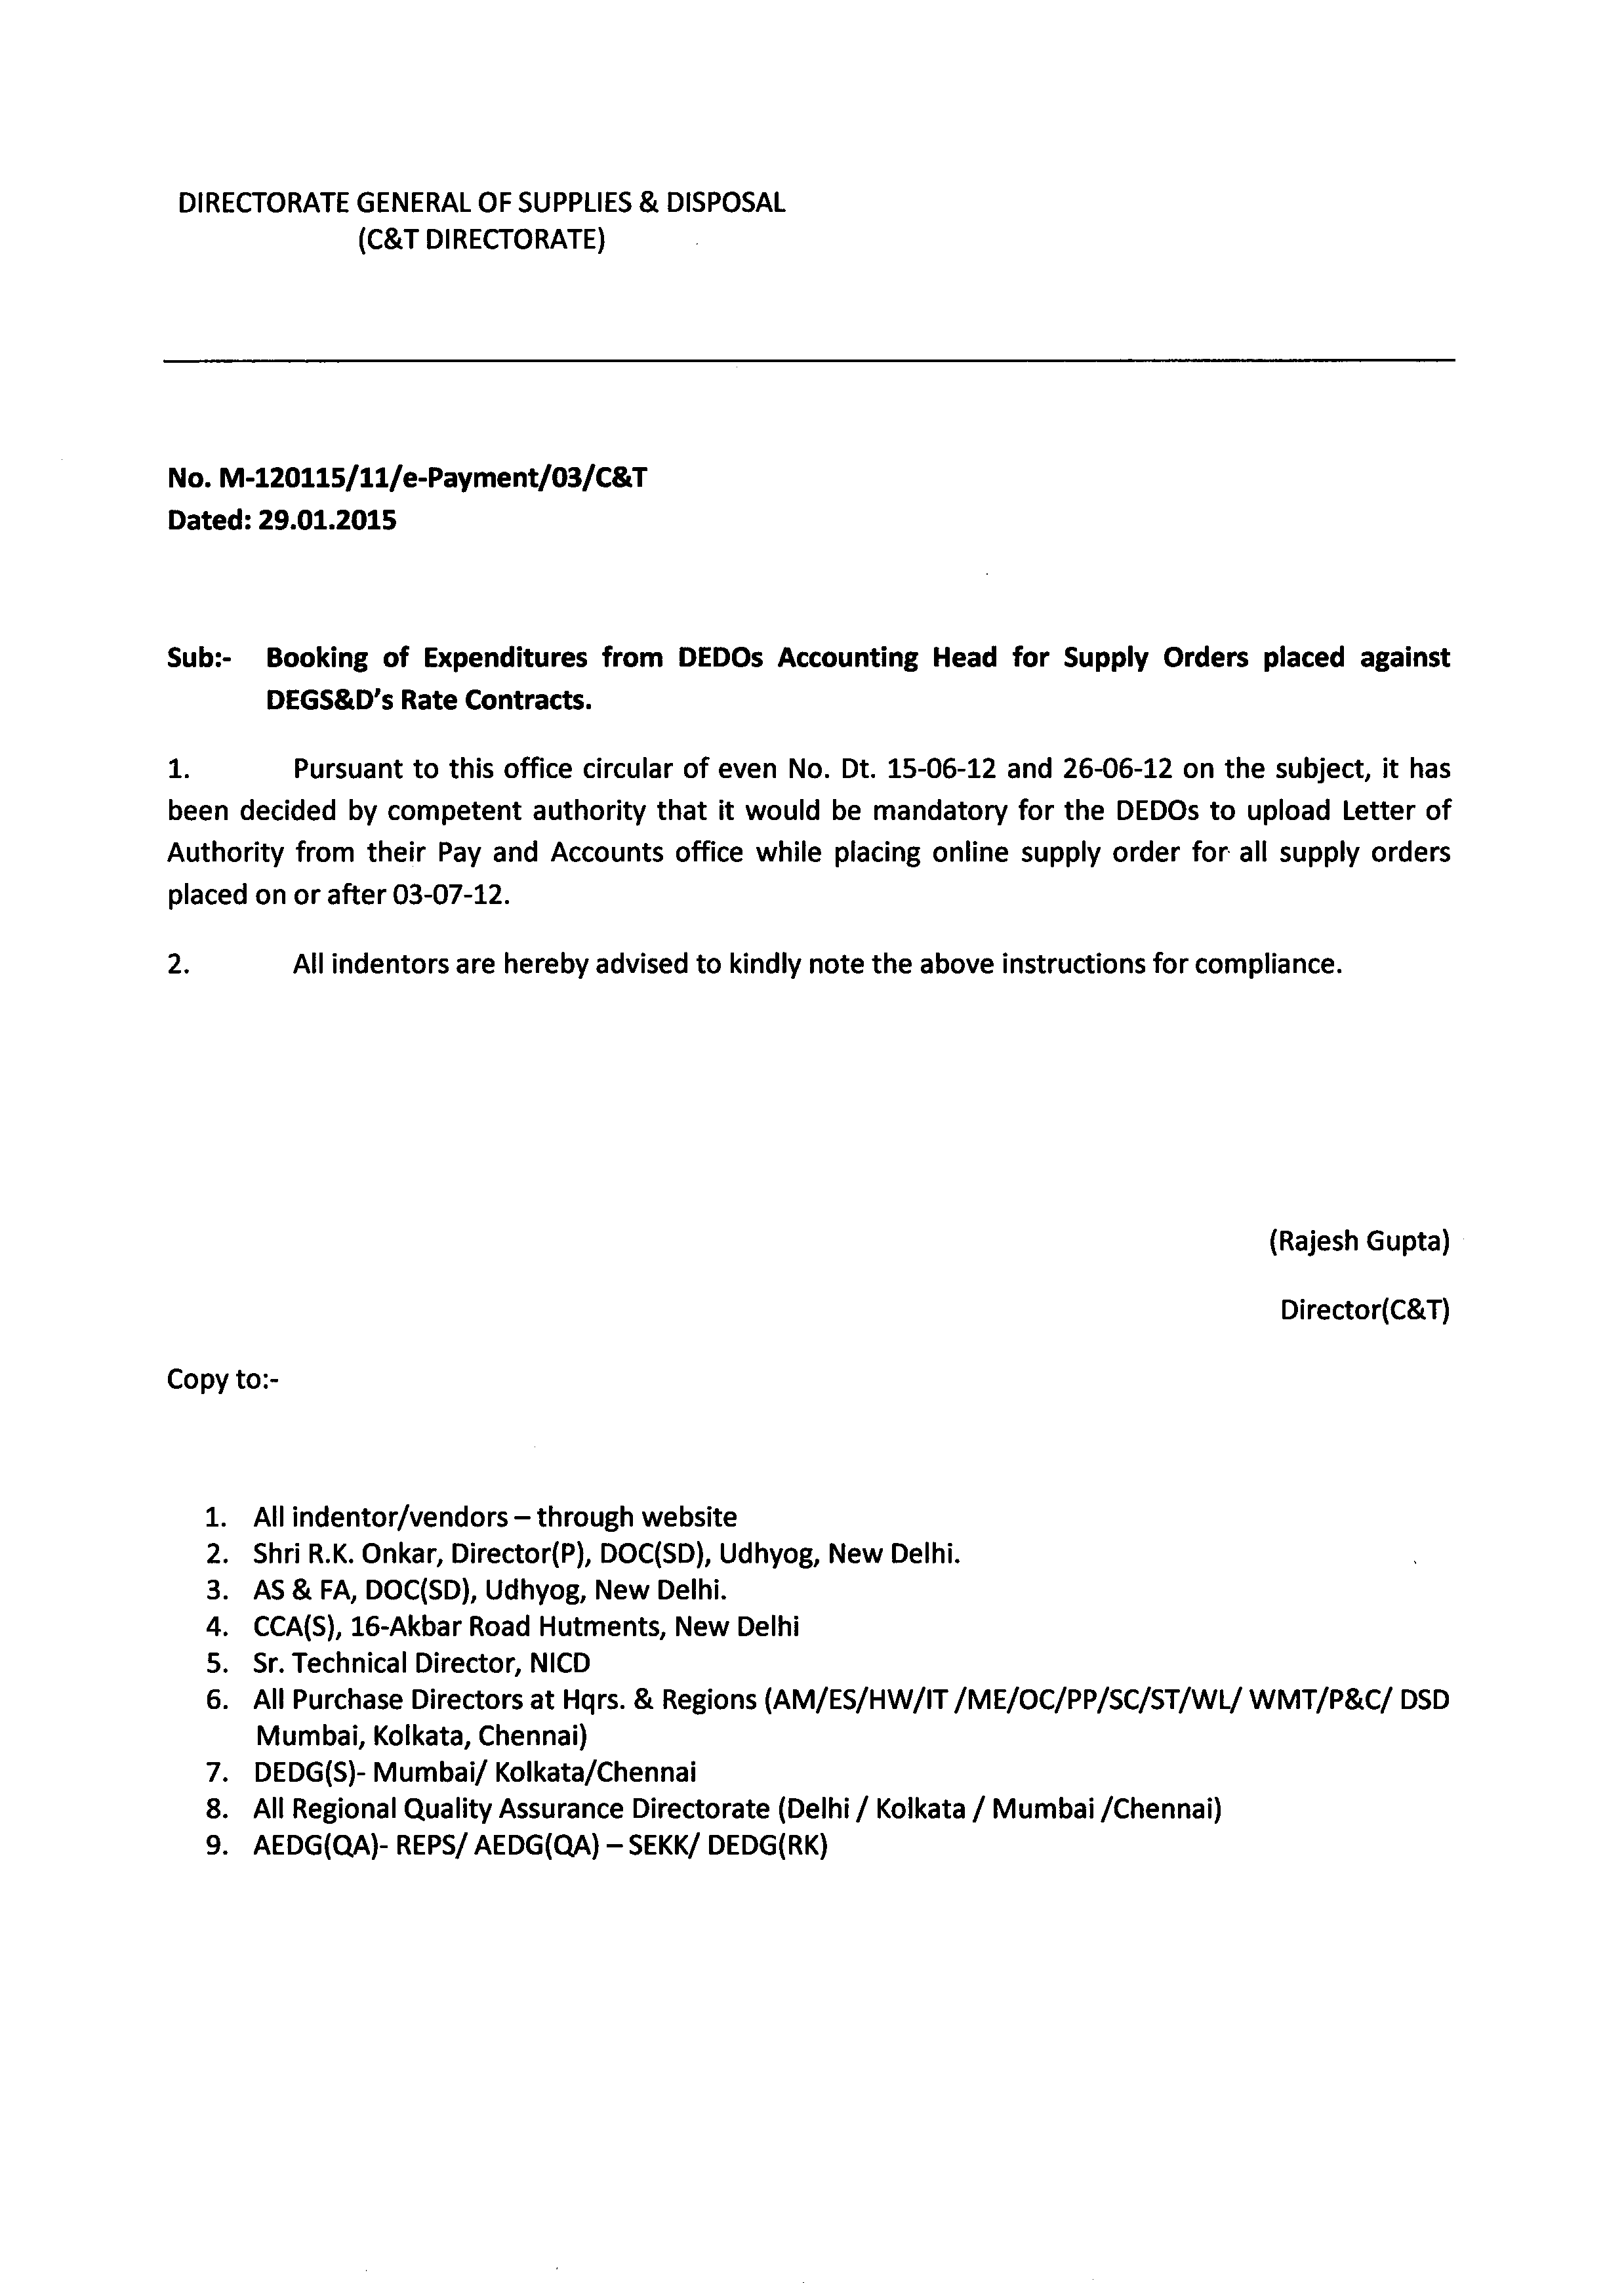 DIRECTORATE GENERAL OF SUPPLIES & DISPOSAL
(C&T DIRECTORATE)
No. M-120115/11/e-Payment/03/C&T
Dated: 29.01.2015
Sub:- Booking of Expenditures from DEDOs Accounting Head for Supply Orders placed against
DEGS&D's Rate Contracts.
1. Pursuant to this office circular of even No. Dt. 15-06-12 and 26-06-12 on the subject, it has
been decided by competent authority that it would be mandatory for the DEDOs to upload Letter of
Authority from their Pay and Accounts office while placing online supply order for all supply orders
placed on or after 03-07-12.
2. All indentors are hereby advised to kindly note the above instructions for compliance.
(Rajesh Gupta)
Director(C&T)
Copy to:-
1. All indentor/vendors – through website
2. Shri R.K. Onkar, Director(P), DOC(SD), Udhyog, New Delhi.
3. AS & FA, DOC(SD), Udhyog, New Delhi.
4. CCA(S), 16-Akbar Road Hutments, New Delhi
5. Sr. Technical Director, NICD
6. All Purchase Directors at Hqrs. & Regions (AM/ES/HW/IT /ME/OC/PP/SC/ST/WL/ WMT/P&C/ DSD
Mumbai, Kolkata, Chennai)
7. DEDG(S)- Mumbai/ Kolkata/Chennai
8. All Regional Quality Assurance Directorate (Delhi / Kolkata / Mumbai /Chennai)
9. AEDG(QA)- REPS/ AEDG(QA) – SEKK/ DEDG(RK)